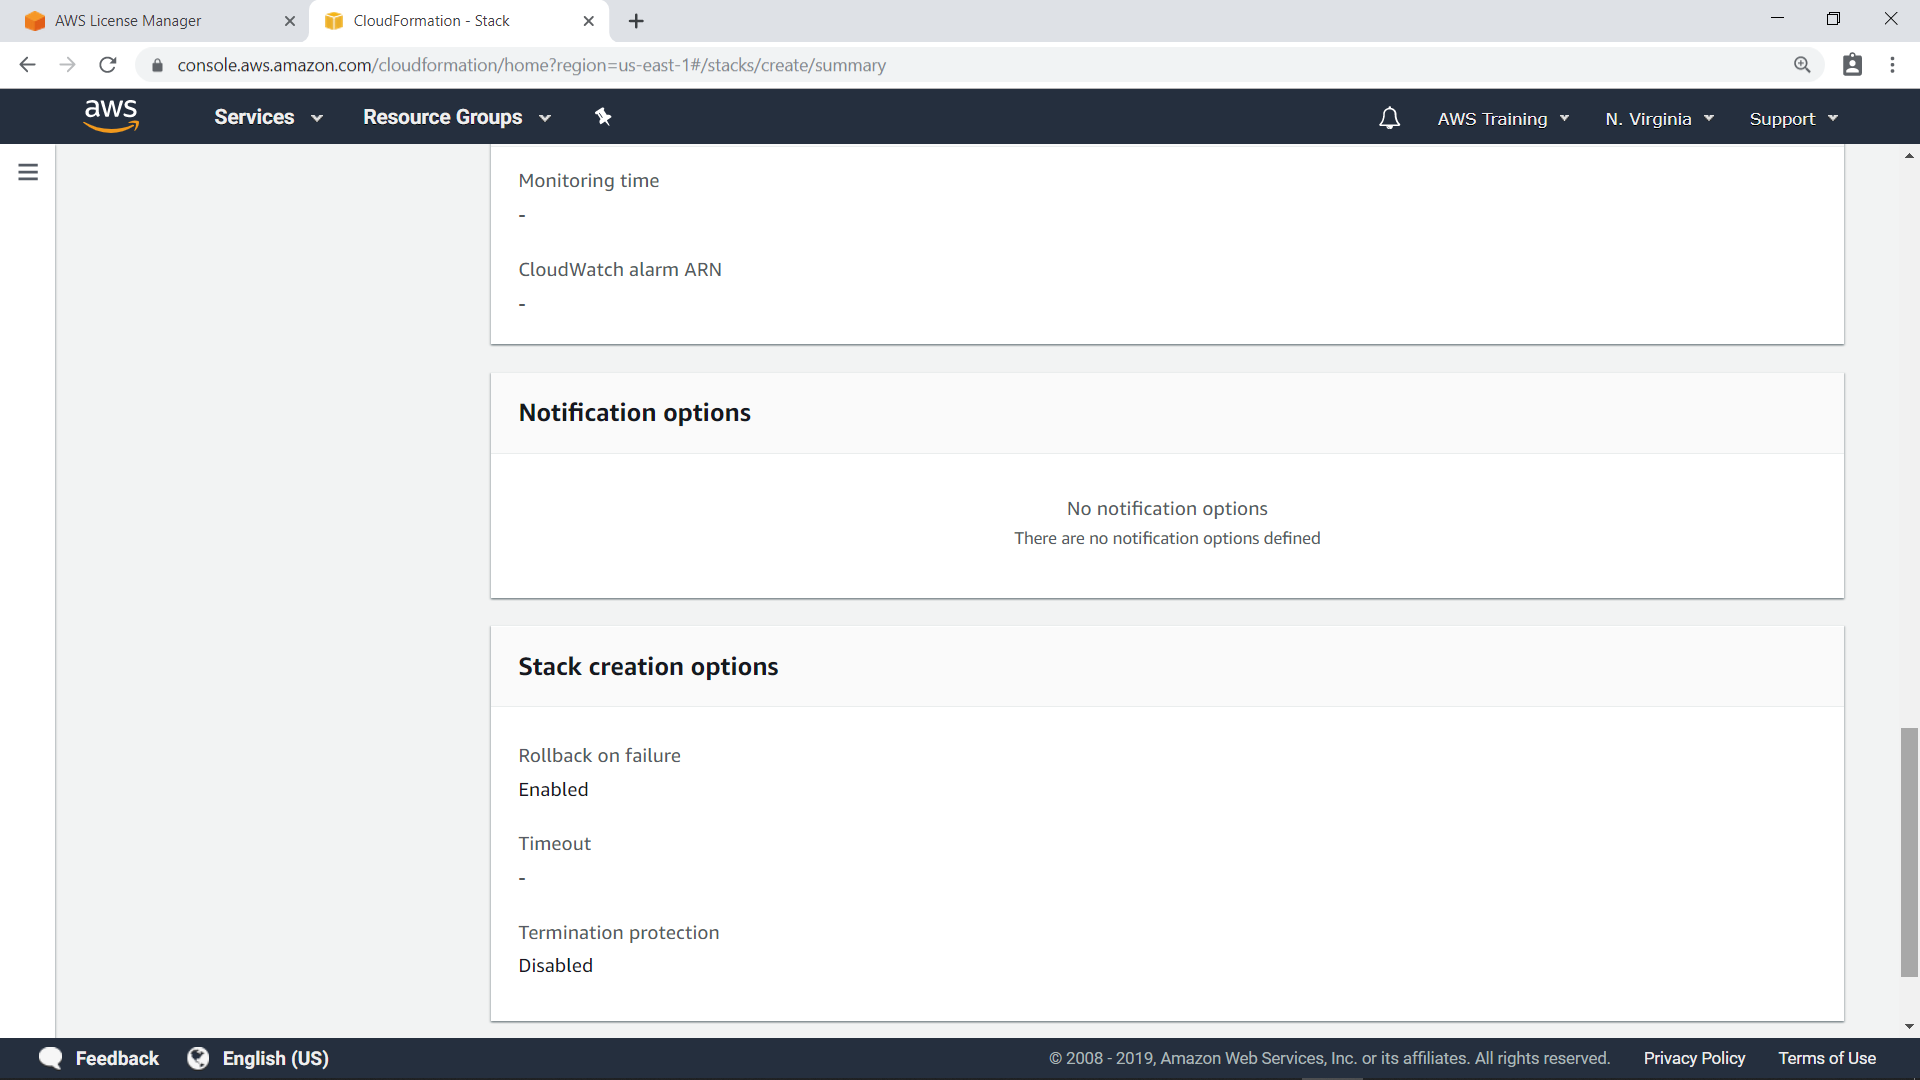 AWS License Manager
CloudFormation - Stack
console.aws.amazon.com/cloudformation/home?region=us-east-1#/stacks/create/summary
aws
Services
Resource Groups
AWS Training
N. Virginia
Support
Monitoring time
-
CloudWatch alarm ARN
-
Notification options
No notification options
There are no notification options defined
Stack creation options
Rollback on failure
Enabled
Timeout
-
Termination protection
Disabled
Feedback
English (US)
© 2008 - 2019, Amazon Web Services, Inc. or its affiliates. All rights reserved.
Privacy Policy
Terms of Use